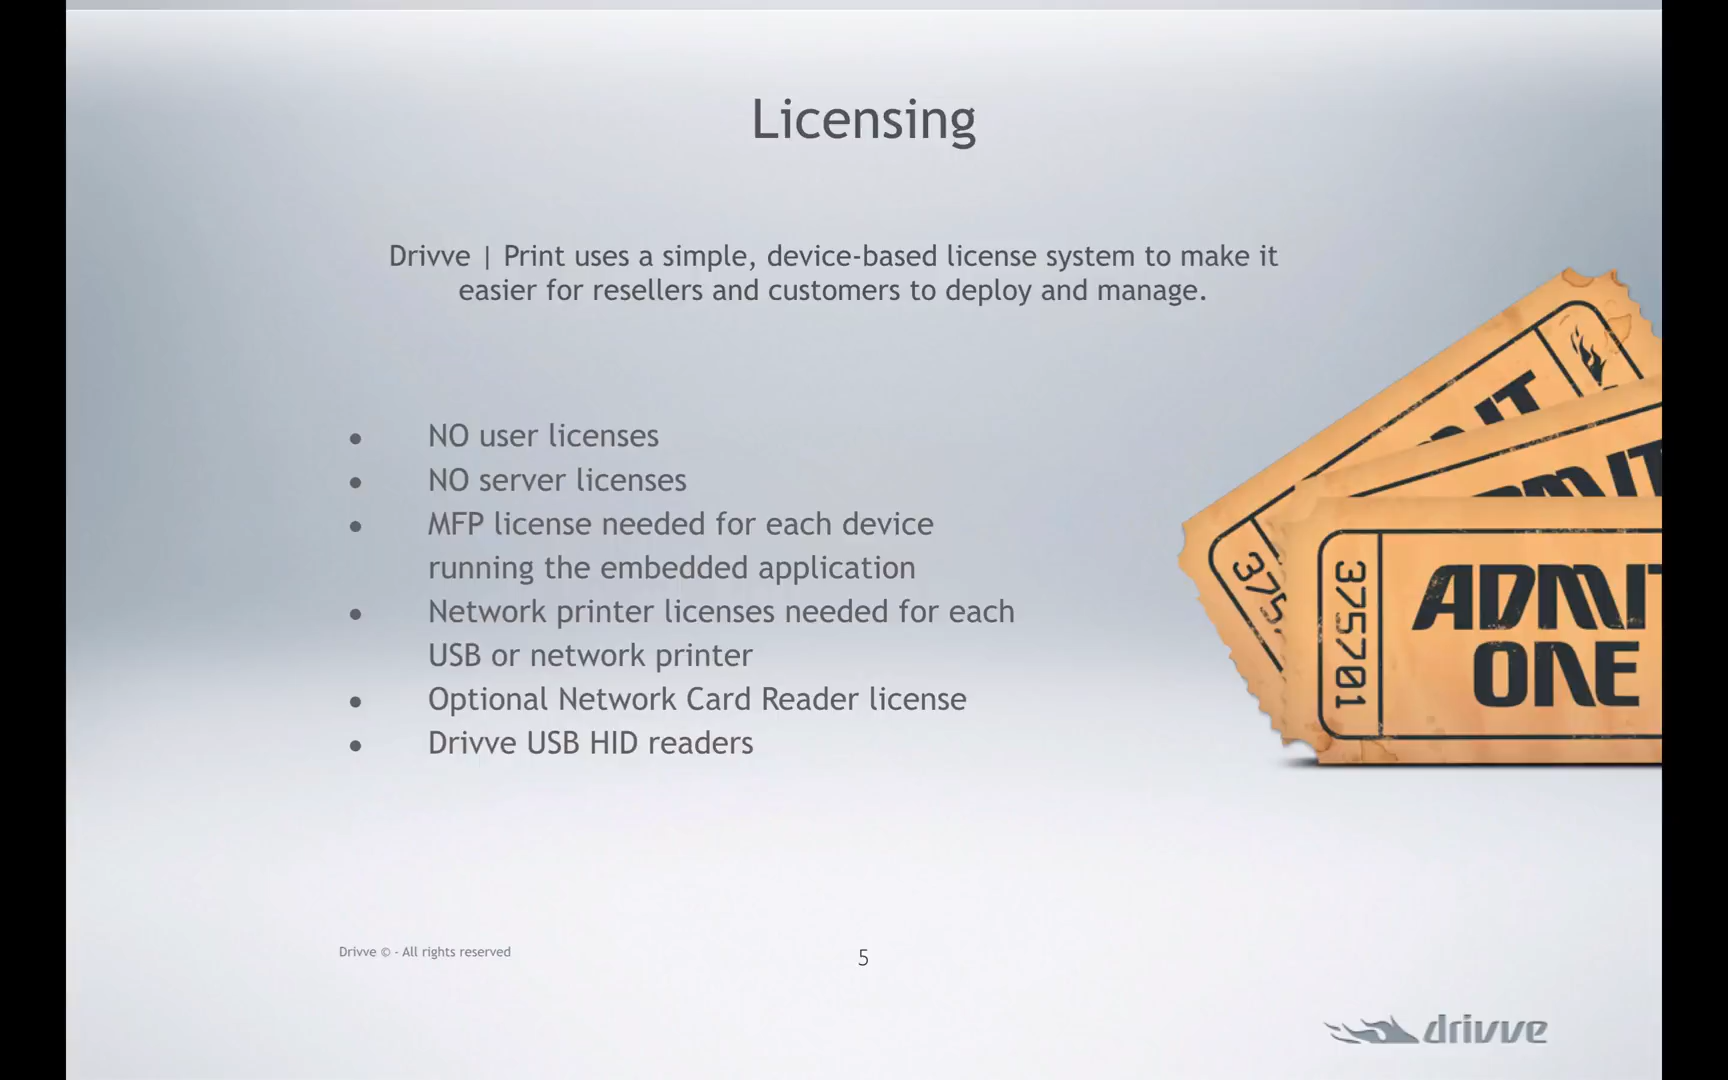 Licensing
Drivve | Print uses a simple, device-based license system to make it
easier for resellers and customers to deploy and manage.
• NO user licenses
• NO server licenses
• MFP license needed for each device
running the embedded application
• Network printer licenses needed for each
USB or network printer
• Optional Network Card Reader license
• Drivve USB HID readers
375701
ADMIT
ONE
Drivve © - All rights reserved
5
drivve